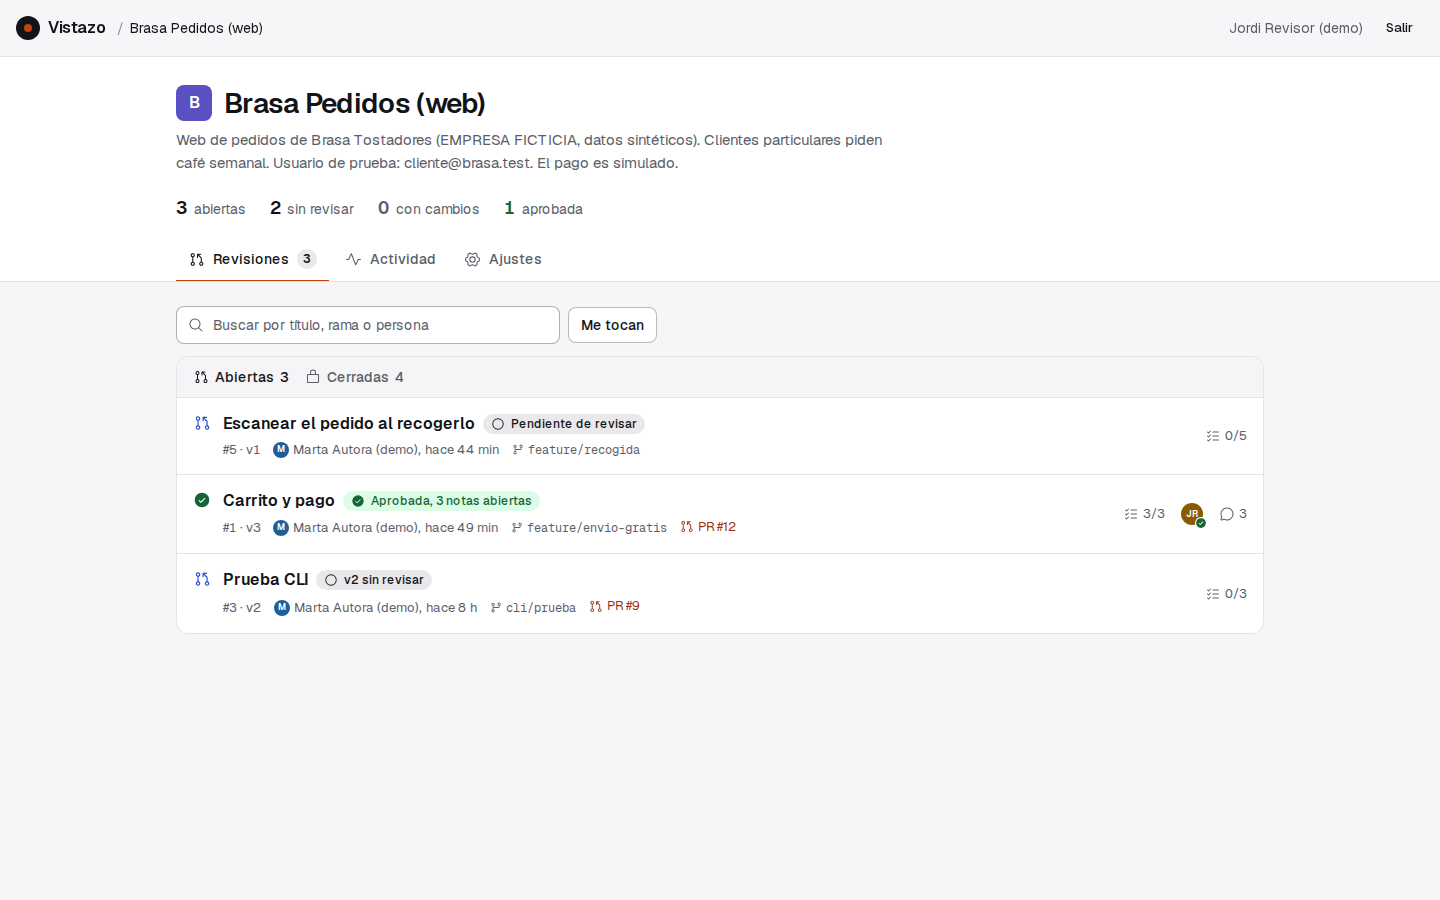 Vistazo / Brasa Pedidos (web)
Jordi Revisor (demo) Salir
B Brasa Pedidos (web)
Web de pedidos de Brasa Tostadores (EMPRESA FICTICIA, datos sintéticos). Clientes particulares piden
café semanal. Usuario de prueba: cliente@brasa.test. El pago es simulado.
3 abiertas 2 sin revisar 0 con cambios 1 aprobada
Revisiones 3 Actividad Ajustes
Buscar por título, rama o persona Me tocan
Abiertas 3 Cerradas 4
Escanear el pedido al recogerlo Pendiente de revisar
#5 · v1 M Marta Autora (demo), hace 44 min feature/recogida
0/5
Carrito y pago Aprobada, 3 notas abiertas
#1 · v3 M Marta Autora (demo), hace 49 min feature/envio-gratis PR #12
3/3 JR 3
Prueba CLI v2 sin revisar
#3 · v2 M Marta Autora (demo), hace 8 h cli/prueba PR #9
0/3